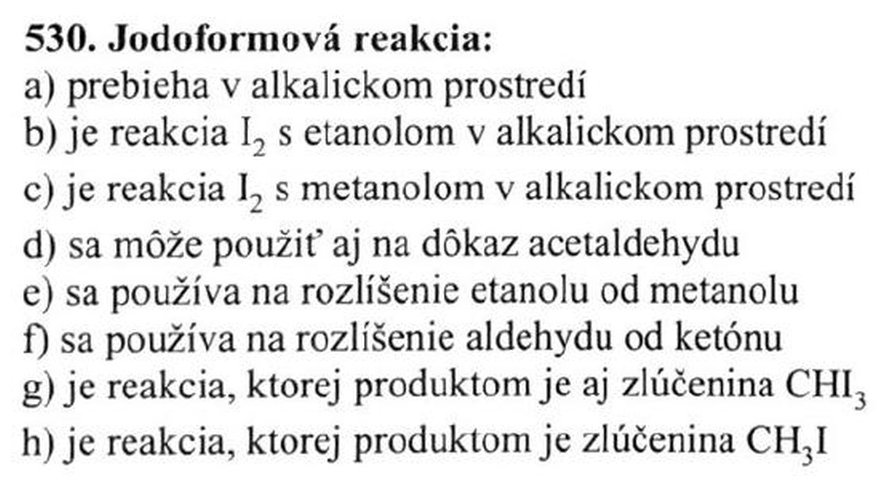 530. Jodoformová reakcia:
a) prebieha v alkalickom prostredí
b) je reakcia I₂ s etanolom v alkalickom prostredí
c) je reakcia I₂ s metanolom v alkalickom prostredí
d) sa môže použiť aj na dôkaz acetaldehydu
e) sa používa na rozlíšenie etanolu od metanolu
f) sa používa na rozlíšenie aldehydu od ketónu
g) je reakcia, ktorej produktom je aj zlúčenina CHI₃
h) je reakcia, ktorej produktom je zlúčenina CH₃I